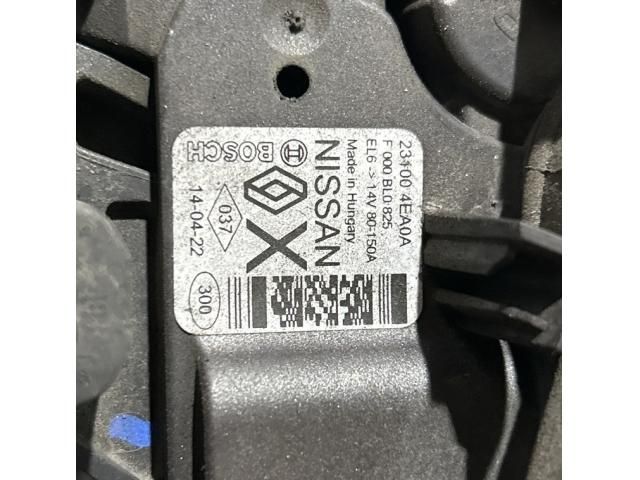 23100 4EA0A
F 000 BL0 825
EL6 -> 14V 80-150A
Made in Hungary
NISSAN
X
BOSCH
037
14-04-22
300